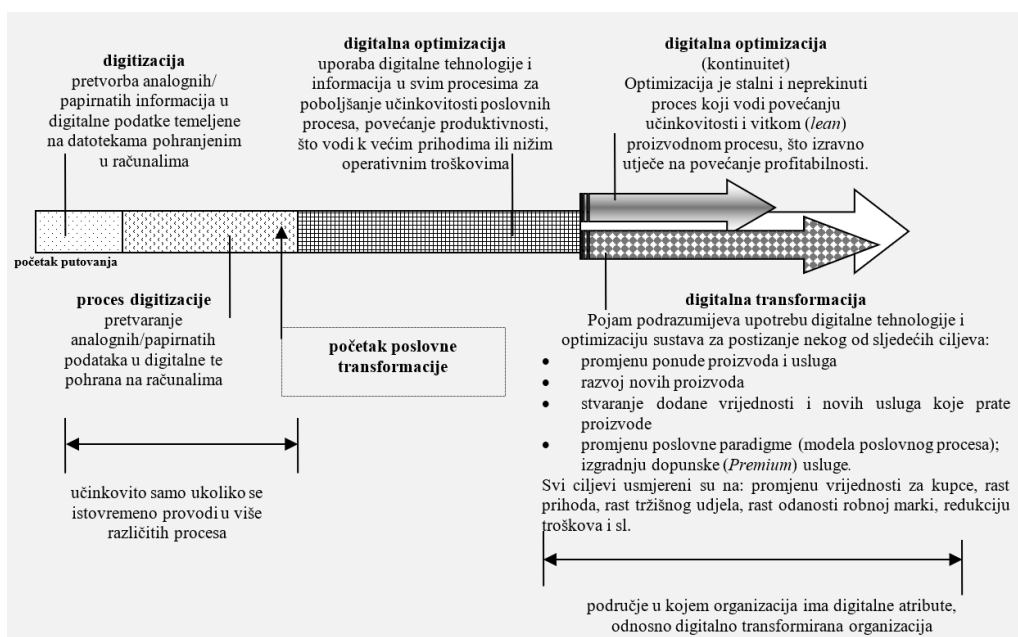 digitizacija
pretvorba analognih/
papirnatih informacija u
digitalne podatke temeljene
na datotekama pohranjenim
u računalima
digitalna optimizacija
uporaba digitalne tehnologije i
informacija u svim procesima za
poboljšanje učinkovitosti poslovnih
procesa, povećanje produktivnosti,
što vodi k većim prihodima ili nižim
operativnim troškovima
digitalna optimizacija
(kontinuitet)
Optimizacija je stalni i neprekinuti
proces koji vodi povećanju
učinkovitosti i vitkom (lean)
proizvodnom procesu, što izravno
utječe na povećanje profitabilnosti.
početak putovanja
proces digitizacije
pretvaranje
analognih/papirnatih
podataka u digitalne te
pohrana na računalima
početak poslovne
transformacije
digitalna transformacija
Pojam podrazumijeva upotrebu digitalne tehnologije i
optimizaciju sustava za postizanje nekog od sljedećih ciljeva:
• promjenu ponude proizvoda i usluga
• razvoj novih proizvoda
• stvaranje dodane vrijednosti i novih usluga koje prate
proizvode
• promjenu poslovne paradigme (modela poslovnog procesa);
izgradnju dopunske (Premium) usluge.
Svi ciljevi usmjereni su na: promjenu vrijednosti za kupce, rast
prihoda, rast tržišnog udjela, rast odanosti robnoj marki, redukciju
troškova i sl.
učinkovito samo ukoliko se
istovremeno provodi u više
različitih procesa
područje u kojem organizacija ima digitalne atribute,
odnosno digitalno transformirana organizacija